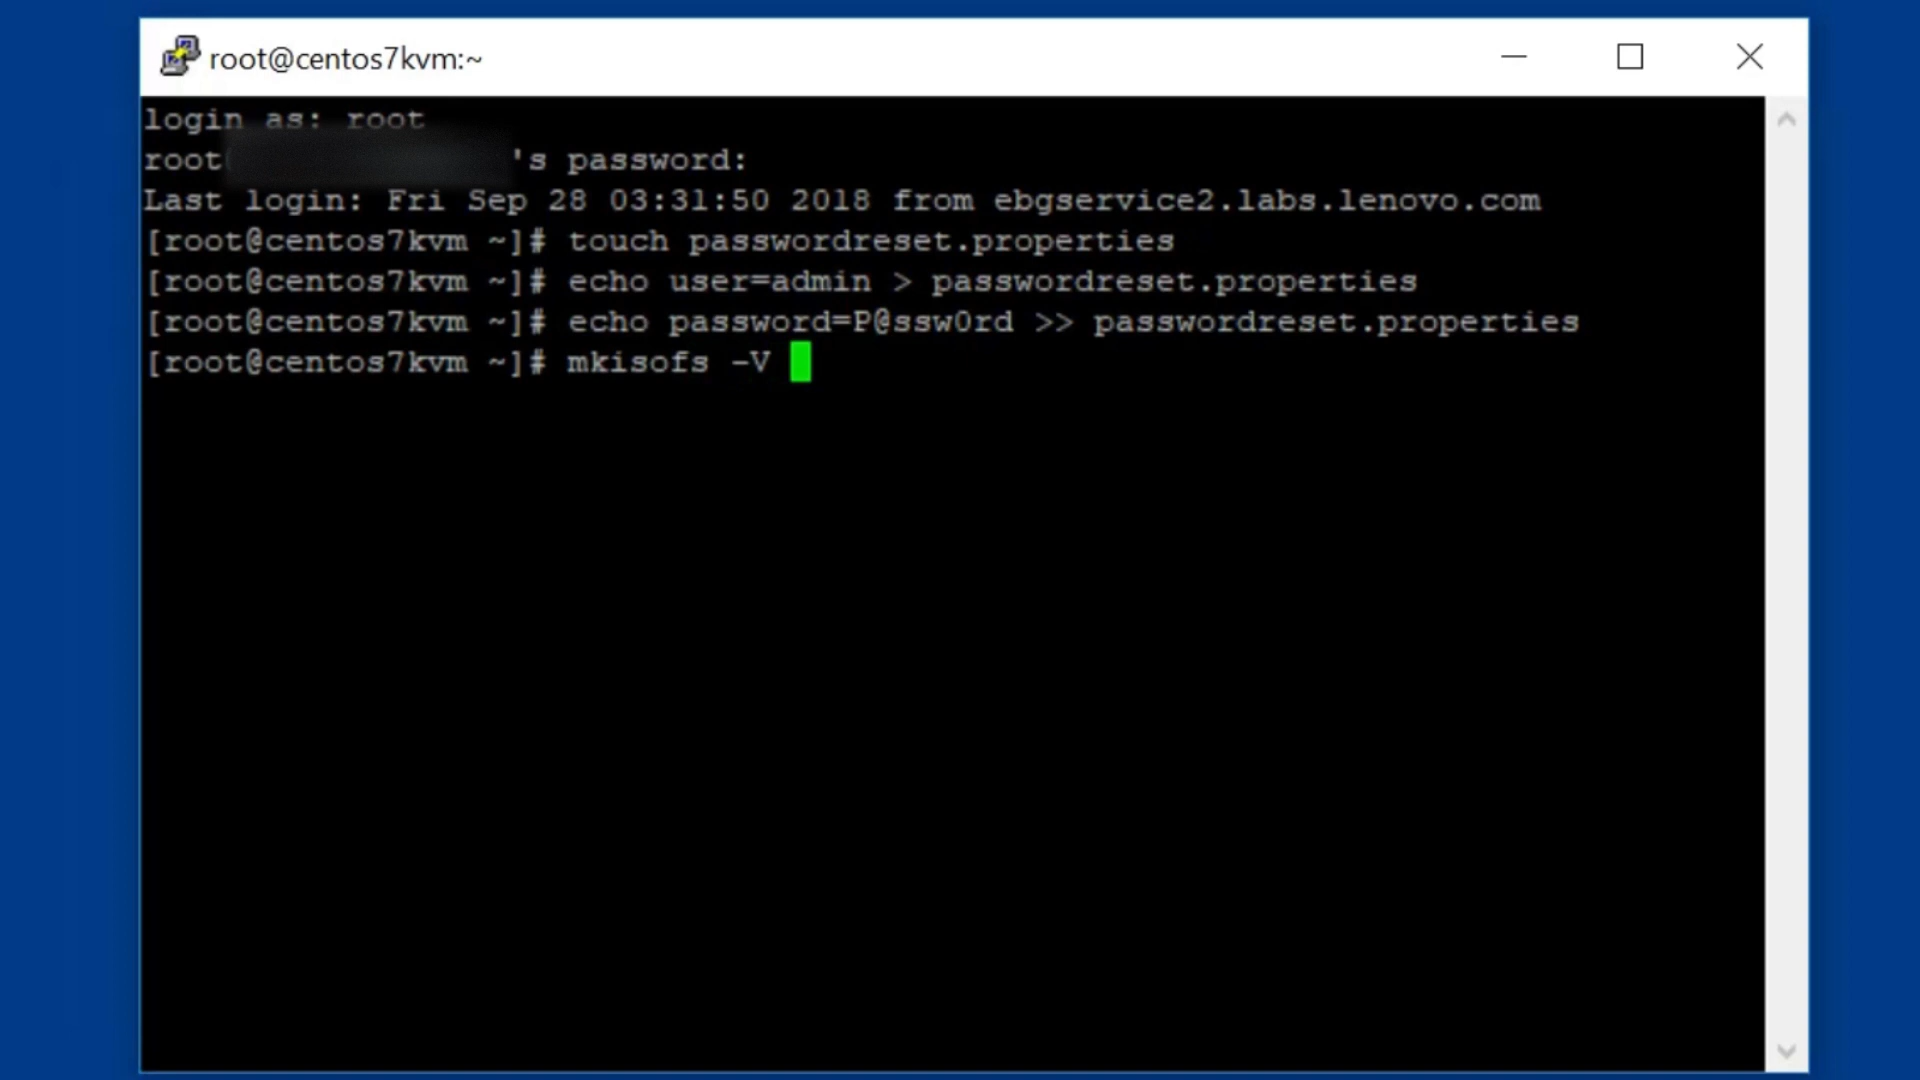 root@centos7kvm:~
login as: root
root 's password:
Last login: Fri Sep 28 03:31:50 2018 from ebgservice2.labs.lenovo.com
[root@centos7kvm ~]# touch passwordreset.properties
[root@centos7kvm ~]# echo user=admin > passwordreset.properties
[root@centos7kvm ~]# echo password=P@ssw0rd >> passwordreset.properties
[root@centos7kvm ~]# mkisofs -V